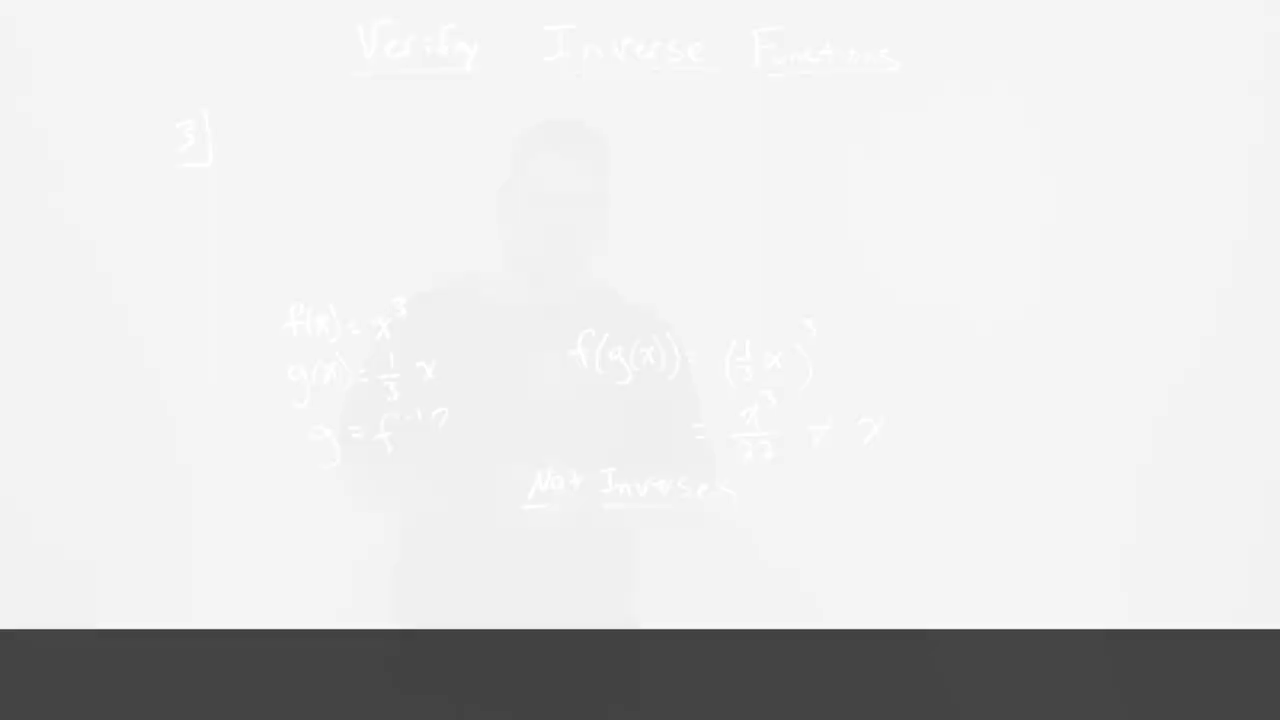 Verify Inverse Functions
3]
f(x) = x³
g(x) = 1/3 x
g = f⁻¹?
f(g(x)) = (1/3 x)³
= x³/27 ≠ x
Not Inverses